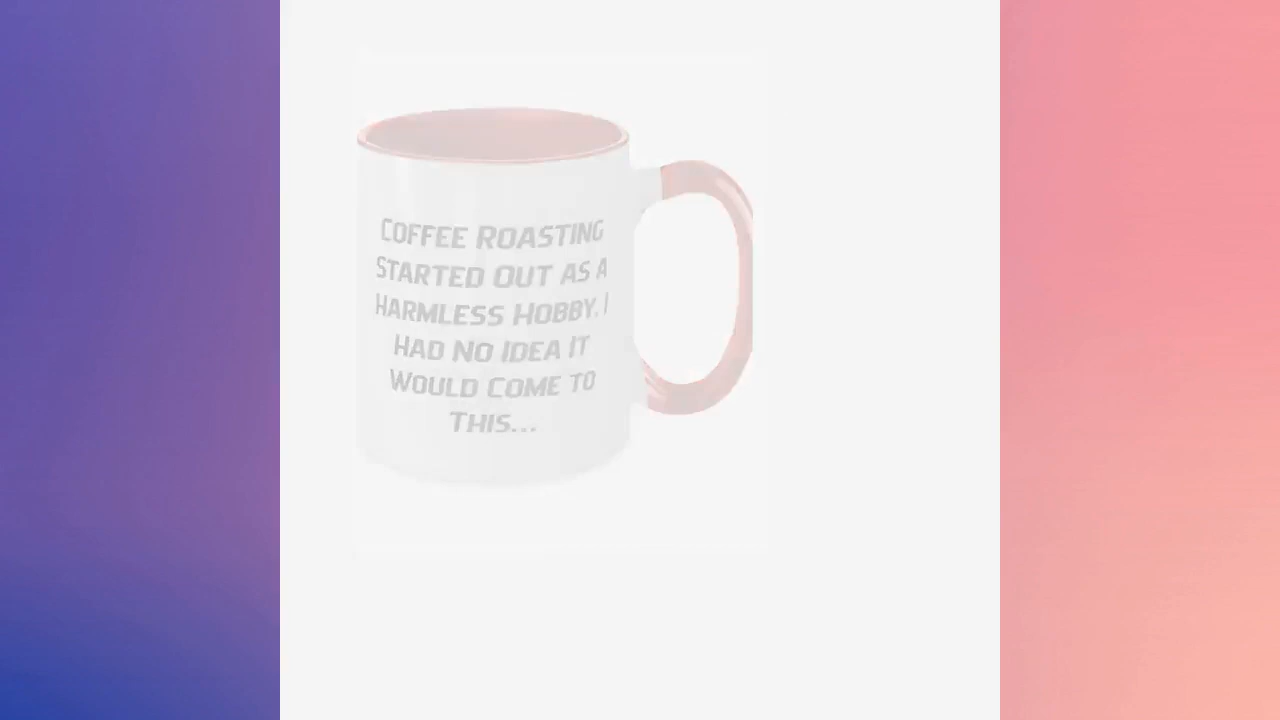 Coffee Roasting
Started Out as a
Harmless Hobby. I
Had No Idea It
Would Come to
This...